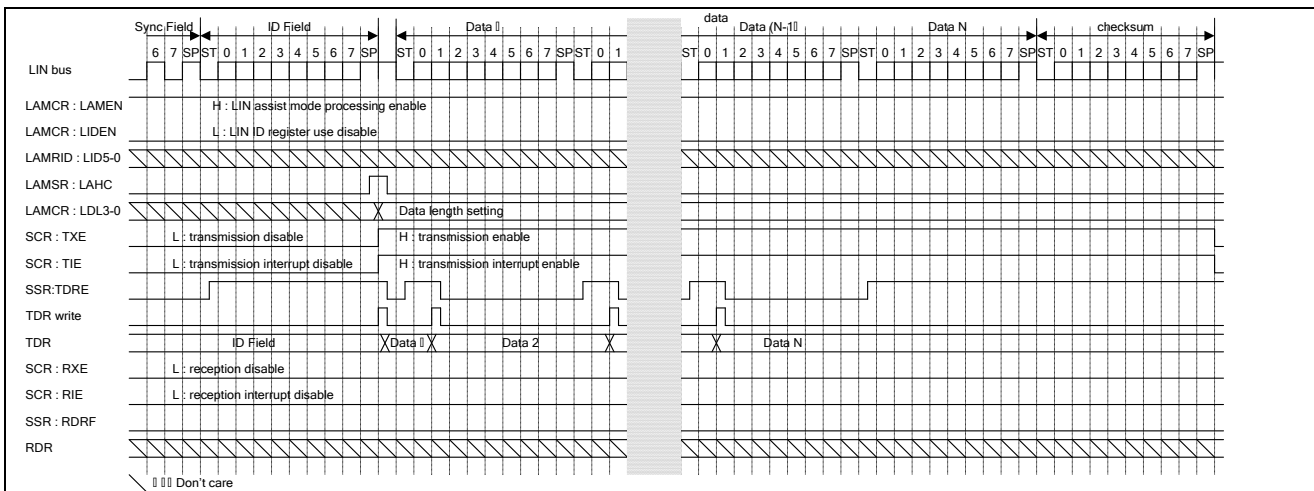 data
Sync Field ID Field Data Data (N-1 Data N checksum
6 7 SP ST 0 1 2 3 4 5 6 7 SP ST 0 1 2 3 4 5 6 7 SP ST 0 1 ST 0 1 2 3 4 5 6 7 SP ST 0 1 2 3 4 5 6 7 SP ST 0 1 2 3 4 5 6 7 SP
LIN bus
LAMCR : LAMEN H : LIN assist mode processing enable
LAMCR : LIDEN L : LIN ID register use disable
LAMRID : LID5-0
LAMSR : LAHC
LAMCR : LDL3-0 Data length setting
SCR : TXE L : transmission disable H : transmission enable
SCR : TIE L : transmission interrupt disable H : transmission interrupt enable
SSR:TDRE
TDR write
TDR ID Field Data Data 2 Data N
SCR : RXE L : reception disable
SCR : RIE L : reception interrupt disable
SSR : RDRF
RDR
Don't care